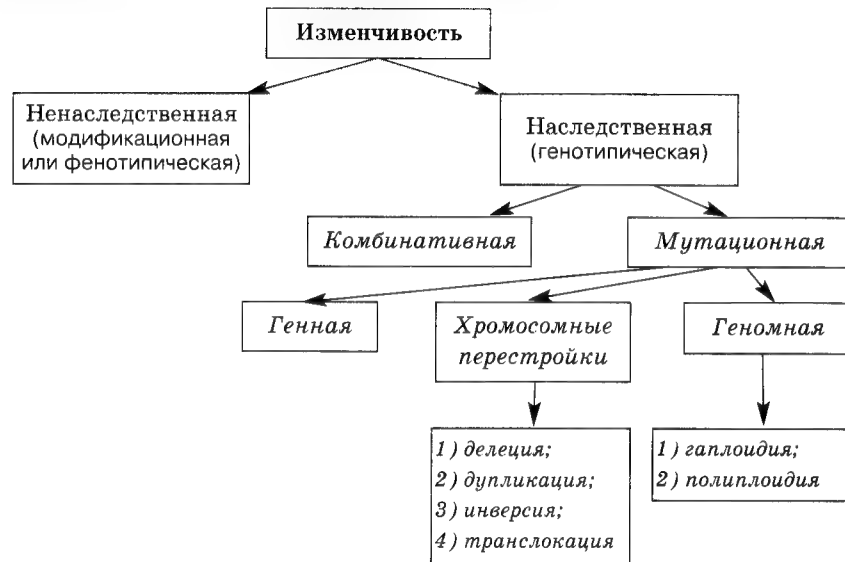 Изменчивость
Ненаследственная
(модификационная
или фенотипическая)
Наследственная
(генотипическая)
Комбинативная
Мутационная
Генная
Хромосомные
перестройки
Геномная
1) делеция;
2) дупликация;
3) инверсия;
4) транслокация
1) гаплоидия;
2) полиплоидия